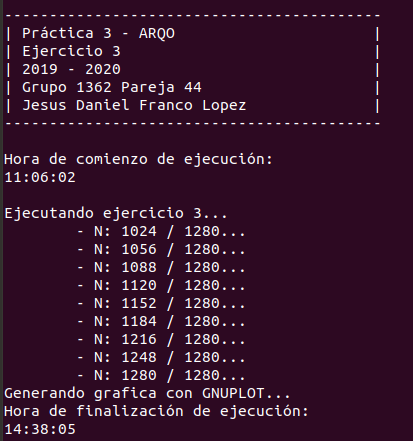 ------------------------------------------
| Práctica 3 - ARQO                      |
| Ejercicio 3                            |
| 2019 - 2020                            |
| Grupo 1362 Pareja 44                   |
| Jesus Daniel Franco Lopez              |
------------------------------------------
Hora de comienzo de ejecución:
11:06:02
Ejecutando ejercicio 3...
        - N: 1024 / 1280...
        - N: 1056 / 1280...
        - N: 1088 / 1280...
        - N: 1120 / 1280...
        - N: 1152 / 1280...
        - N: 1184 / 1280...
        - N: 1216 / 1280...
        - N: 1248 / 1280...
        - N: 1280 / 1280...
Generando grafica con GNUPLOT...
Hora de finalización de ejecución:
14:38:05